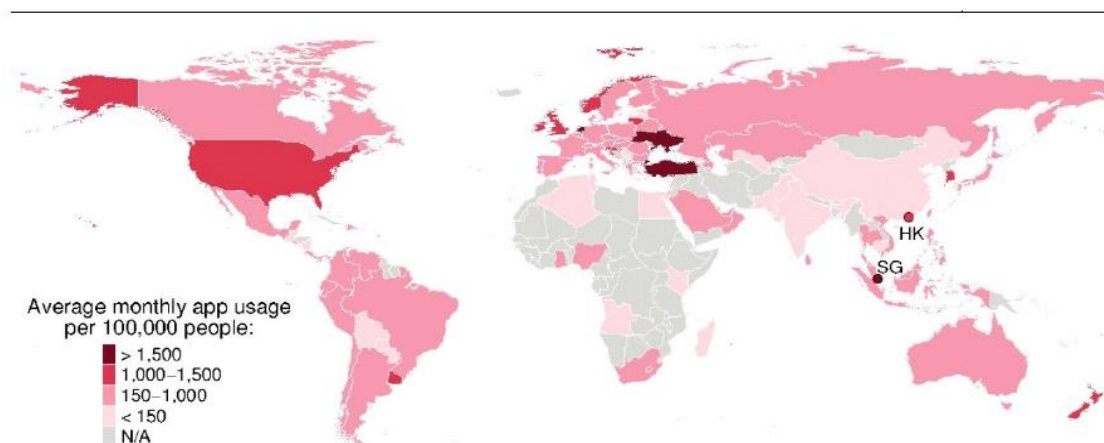 HK
SG
Average monthly app usage
per 100,000 people:
> 1,500
1,000–1,500
150–1,000
< 150
N/A